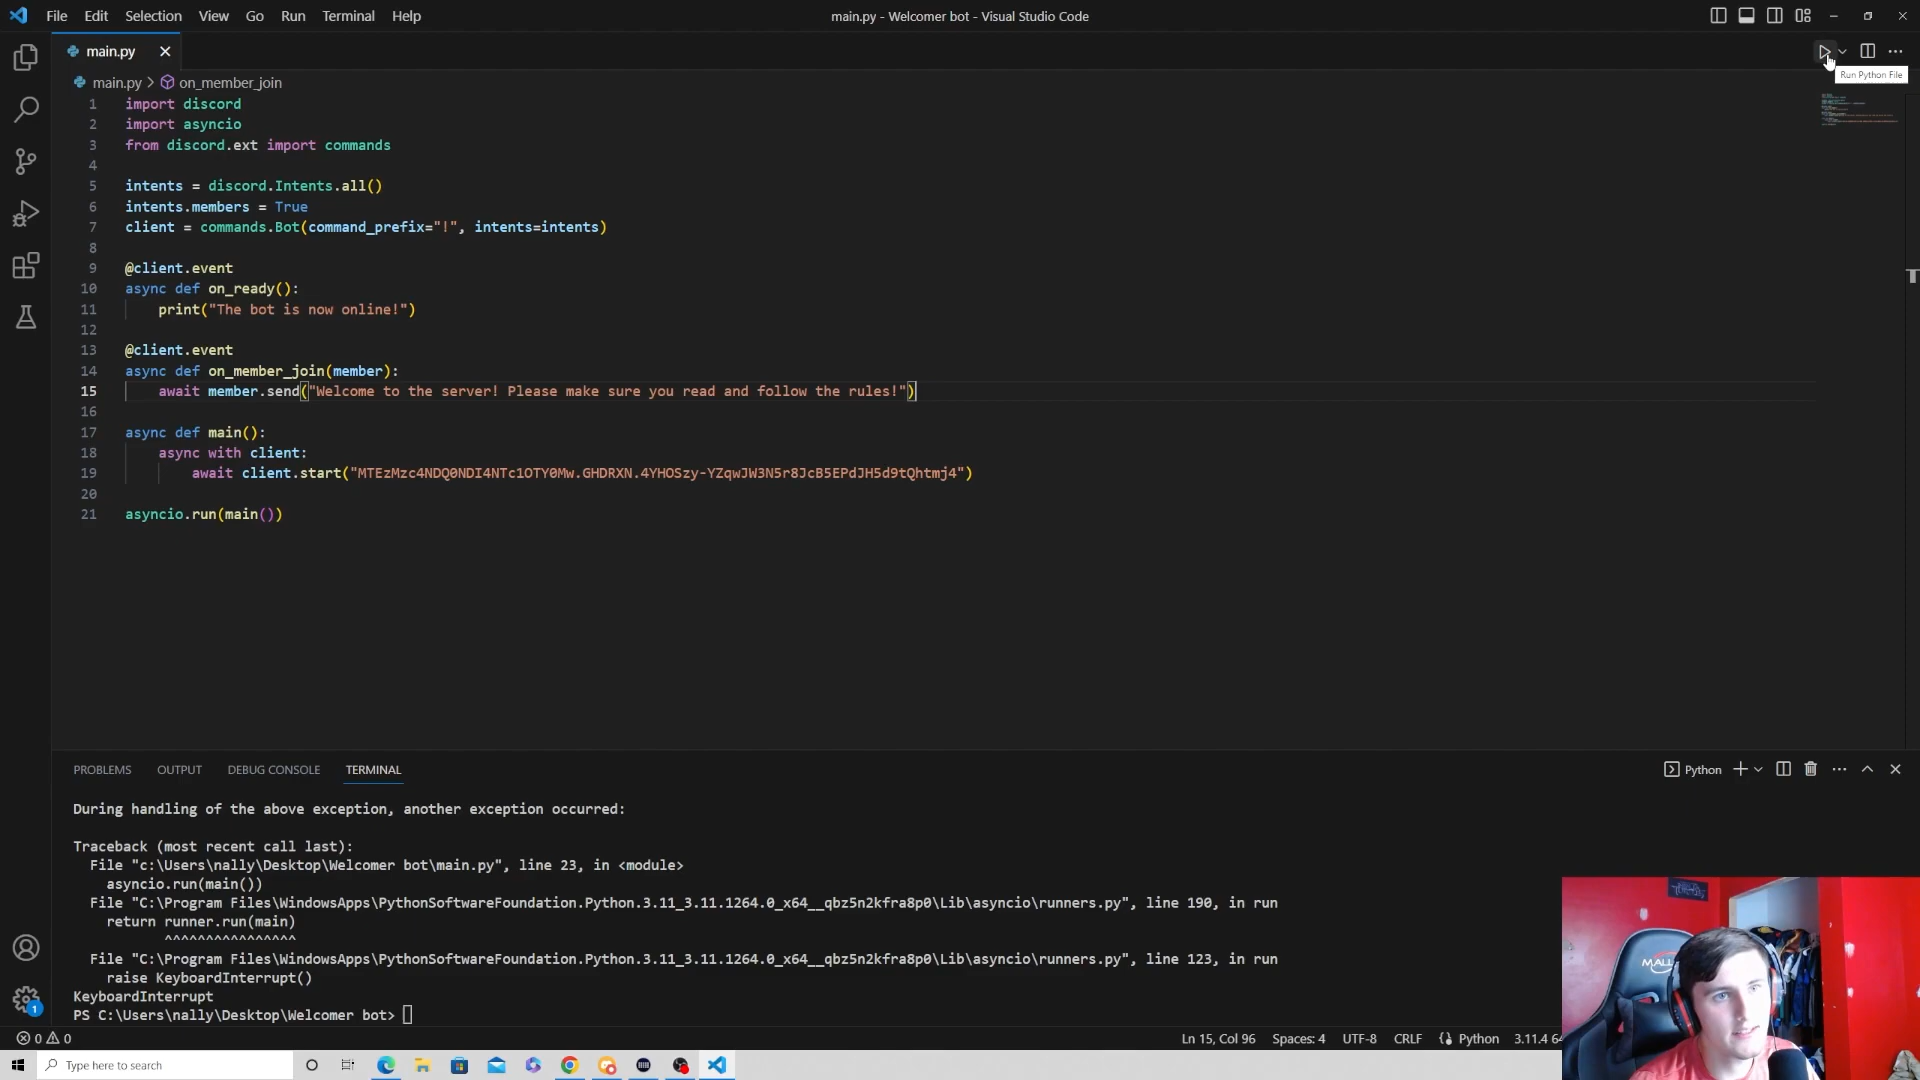 File Edit Selection View Go Run Terminal Help
main.py - Welcomer bot - Visual Studio Code
main.py
Run Python File
main.py > on_member_join
1 import discord
2 import asyncio
3 from discord.ext import commands
4
5 intents = discord.Intents.all()
6 intents.members = True
7 client = commands.Bot(command_prefix="!", intents=intents)
8
9 @client.event
10 async def on_ready():
11 print("The bot is now online!")
12
13 @client.event
14 async def on_member_join(member):
15 await member.send("Welcome to the server! Please make sure you read and follow the rules!")
16
17 async def main():
18 async with client:
19 await client.start("MTEzMzc4NDQ0NDI4NTc1OTY0Mw.GHDRXN.4YHOSzy-YZqwJW3N5r8JcB5EPdJH5d9tQhtmj4")
20
21 asyncio.run(main())
PROBLEMS OUTPUT DEBUG CONSOLE TERMINAL
Python
During handling of the above exception, another exception occurred:
Traceback (most recent call last):
File "c:\Users\nally\Desktop\Welcomer bot\main.py", line 23, in <module>
asyncio.run(main())
File "C:\Program Files\WindowsApps\PythonSoftwareFoundation.Python.3.11_3.11.1264.0_x64__qbz5n2kfra8p0\Lib\asyncio\runners.py", line 190, in run
return runner.run(main)
^^^^^^^^^^^^^^^^
File "C:\Program Files\WindowsApps\PythonSoftwareFoundation.Python.3.11_3.11.1264.0_x64__qbz5n2kfra8p0\Lib\asyncio\runners.py", line 123, in run
raise KeyboardInterrupt()
KeyboardInterrupt
PS C:\Users\nally\Desktop\Welcomer bot>
1
0 0
Ln 15, Col 96 Spaces: 4 UTF-8 CRLF Python 3.11.4 64
Type here to search